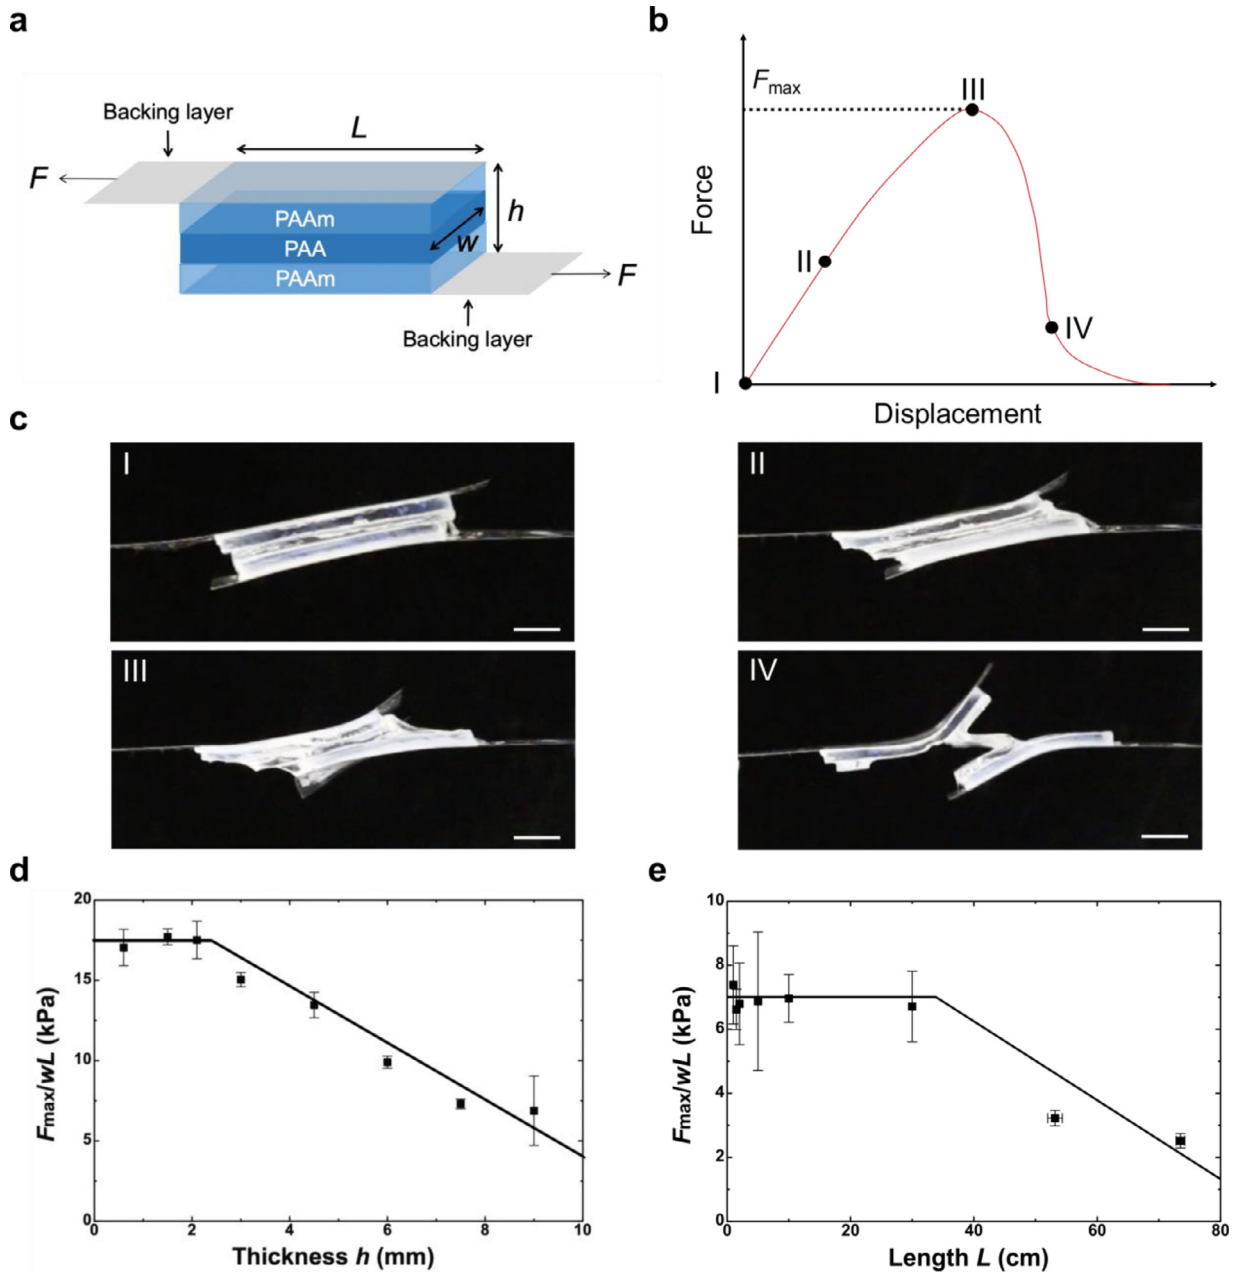 a
Backing layer
L
F
PAAm
PAA
PAAm
w
h
F
Backing layer
b
Force
Fmax
I
II
III
IV
Displacement
c
I
II
III
IV
d
Fmax/wL (kPa)
20
15
10
5
0
0 2 4 6 8 10
Thickness h (mm)
e
Fmax/wL (kPa)
10
8
6
4
2
0
0 20 40 60 80
Length L (cm)